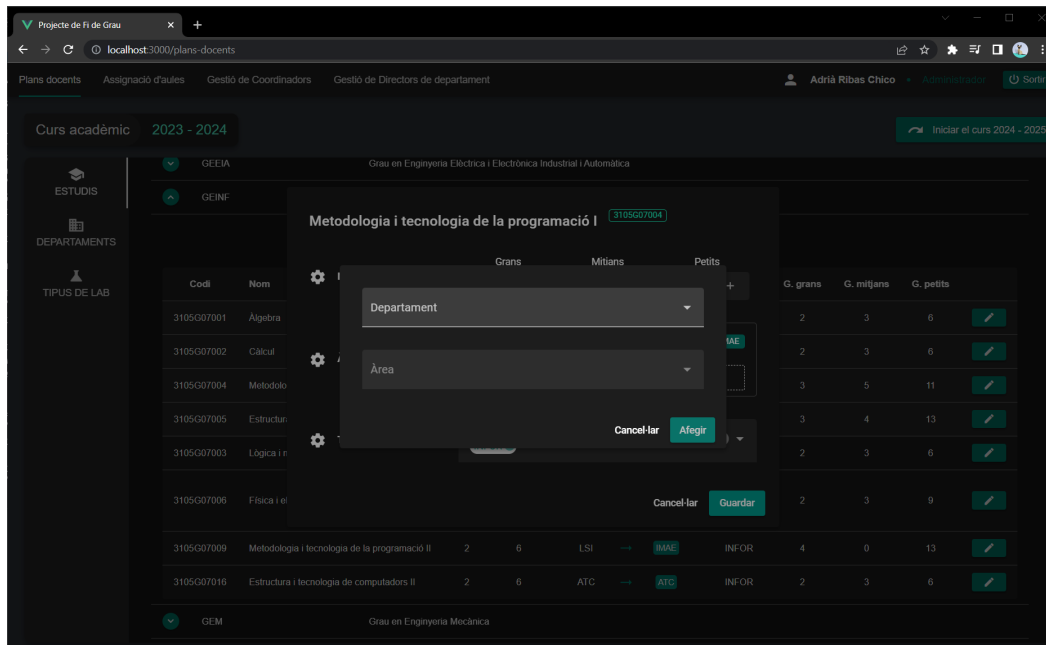 Projecte de Fi de Grau
localhost:3000/plans-docents
Plans docents Assignació d'aules Gestió de Coordinadors Gestió de Directors de departament Adrià Ribas Chico Administrador Sortir
Curs acadèmic 2023 - 2024 Iniciar el curs 2024 - 2025
ESTUDIS
DEPARTAMENTS
TIPUS DE LAB
GEEIA Grau en Enginyeria Elèctrica i Electrònica Industrial i Automàtica
GEINF
Metodologia i tecnologia de la programació I 3105G07004
Grans Mitjans Petits
+
Departament
Àrea
Cancel·lar Afegir
Cancel·lar Guardar
Codi Nom G. grans G. mitjans G. petits
3105G07001 Àlgebra 2 3 6
3105G07002 Càlcul 2 3 6
3105G07004 Metodolo 3 5 11
3105G07005 Estructur 3 4 13
3105G07003 Lògica i 2 3 6
3105G07006 Física i 2 3 9
3105G07009 Metodologia i tecnologia de la programació II 2 6 LSI → IMAE INFOR 4 0 13
3105G07016 Estructura i tecnologia de computadors II 2 6 ATC → ATC INFOR 2 3 6
GEM Grau en Enginyeria Mecànica